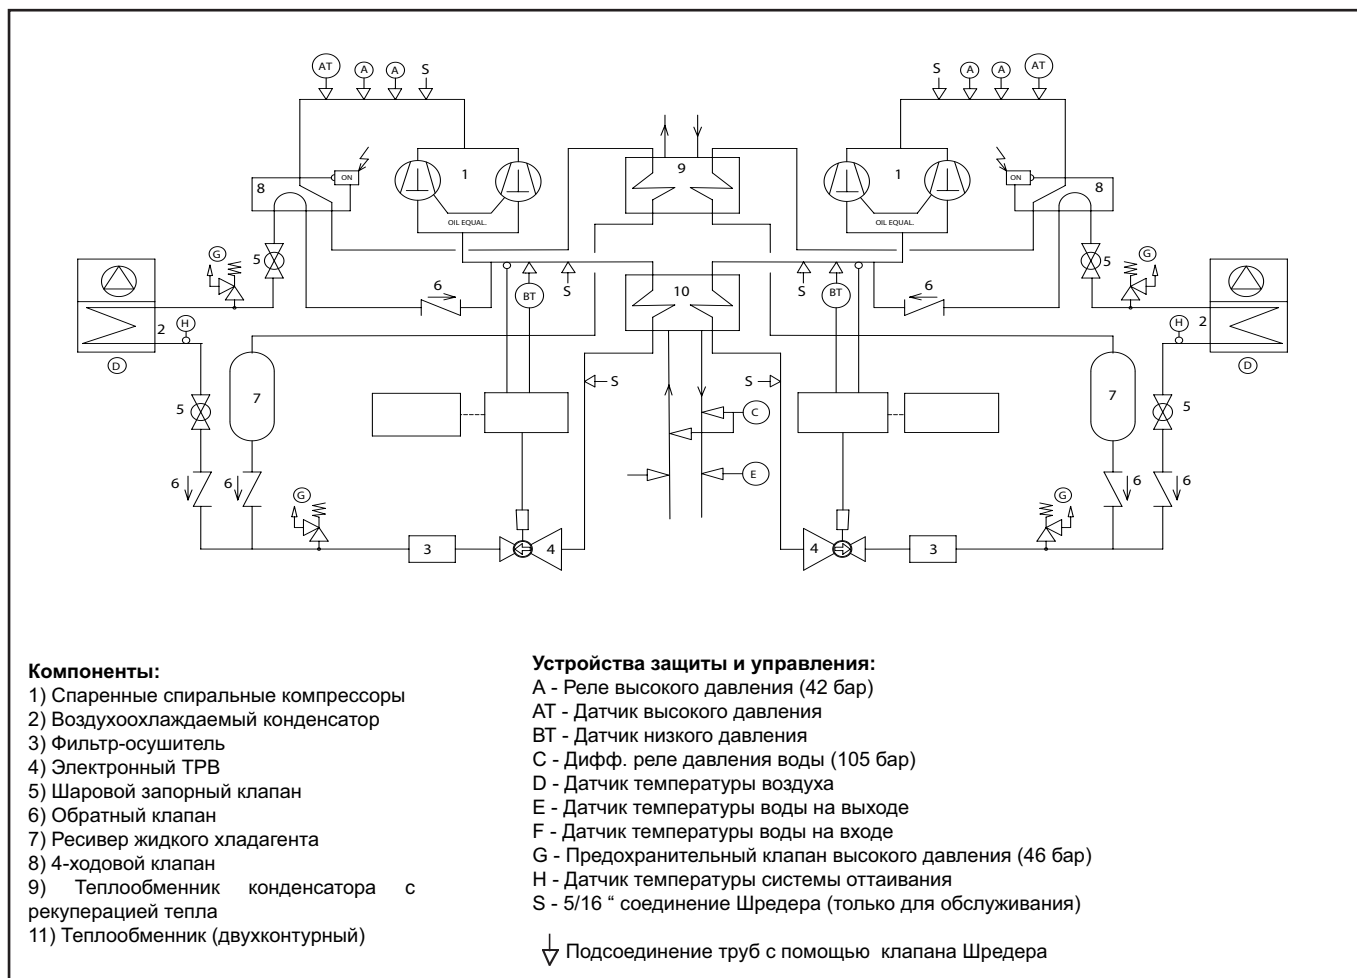 AT A A S
S A A AT
8 ON 1 9 1 ON 8
OIL EQUAL. OIL EQUAL.
G 5 5 G
6 BT S 10 S BT 6
2 H H 2
D D
7 S S 7
5 C 5
6 6 E 6 6
G G
3 4 4 3
Компоненты:
1) Спаренные спиральные компрессоры
2) Воздухоохлаждаемый конденсатор
3) Фильтр-осушитель
4) Электронный ТРВ
5) Шаровой запорный клапан
6) Обратный клапан
7) Ресивер жидкого хладагента
8) 4-ходовой клапан
9) Теплообменник конденсатора с
рекуперацией тепла
11) Теплообменник (двухконтурный)
Устройства защиты и управления:
A - Реле высокого давления (42 бар)
AT - Датчик высокого давления
BT - Датчик низкого давления
C - Дифф. реле давления воды (105 бар)
D - Датчик температуры воздуха
E - Датчик температуры воды на выходе
F - Датчик температуры воды на входе
G - Предохранительный клапан высокого давления (46 бар)
H - Датчик температуры системы оттаивания
S - 5/16 “ соединение Шредера (только для обслуживания)
Подсоединение труб с помощью клапана Шредера